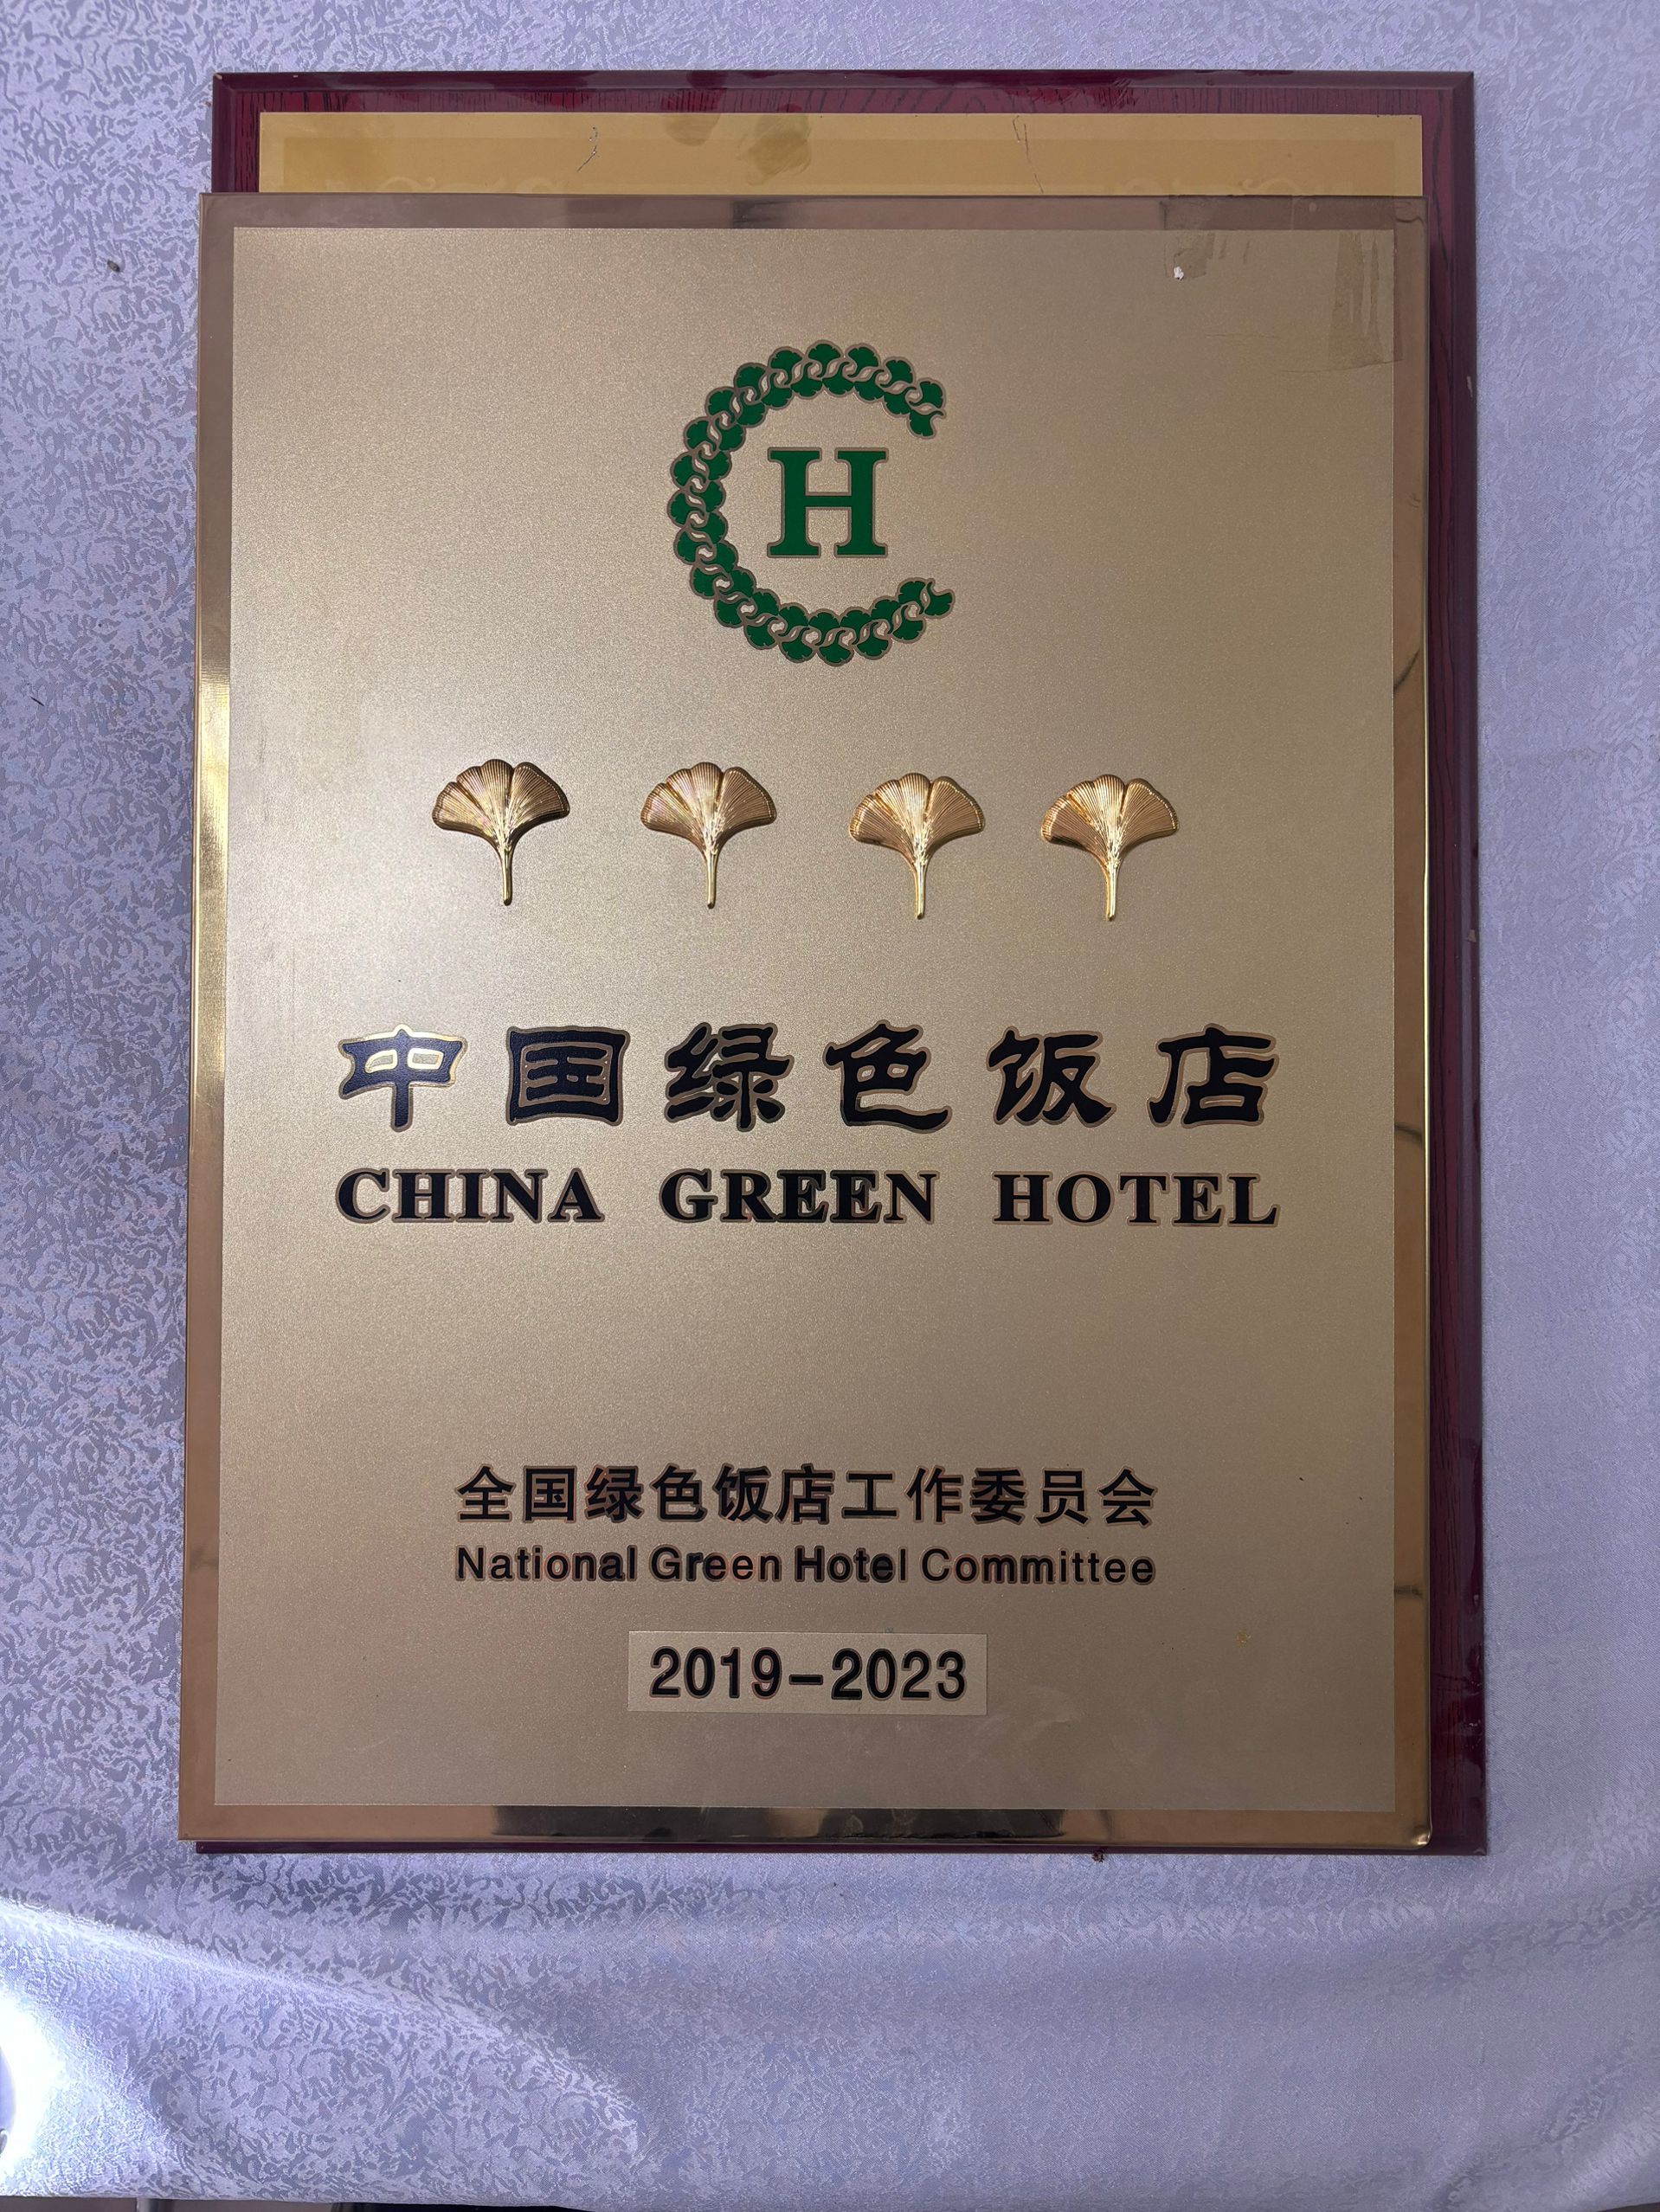 H
中国绿色饭店
CHINA GREEN HOTEL
全国绿色饭店工作委员会
National Green Hotel Committee
2019-2023